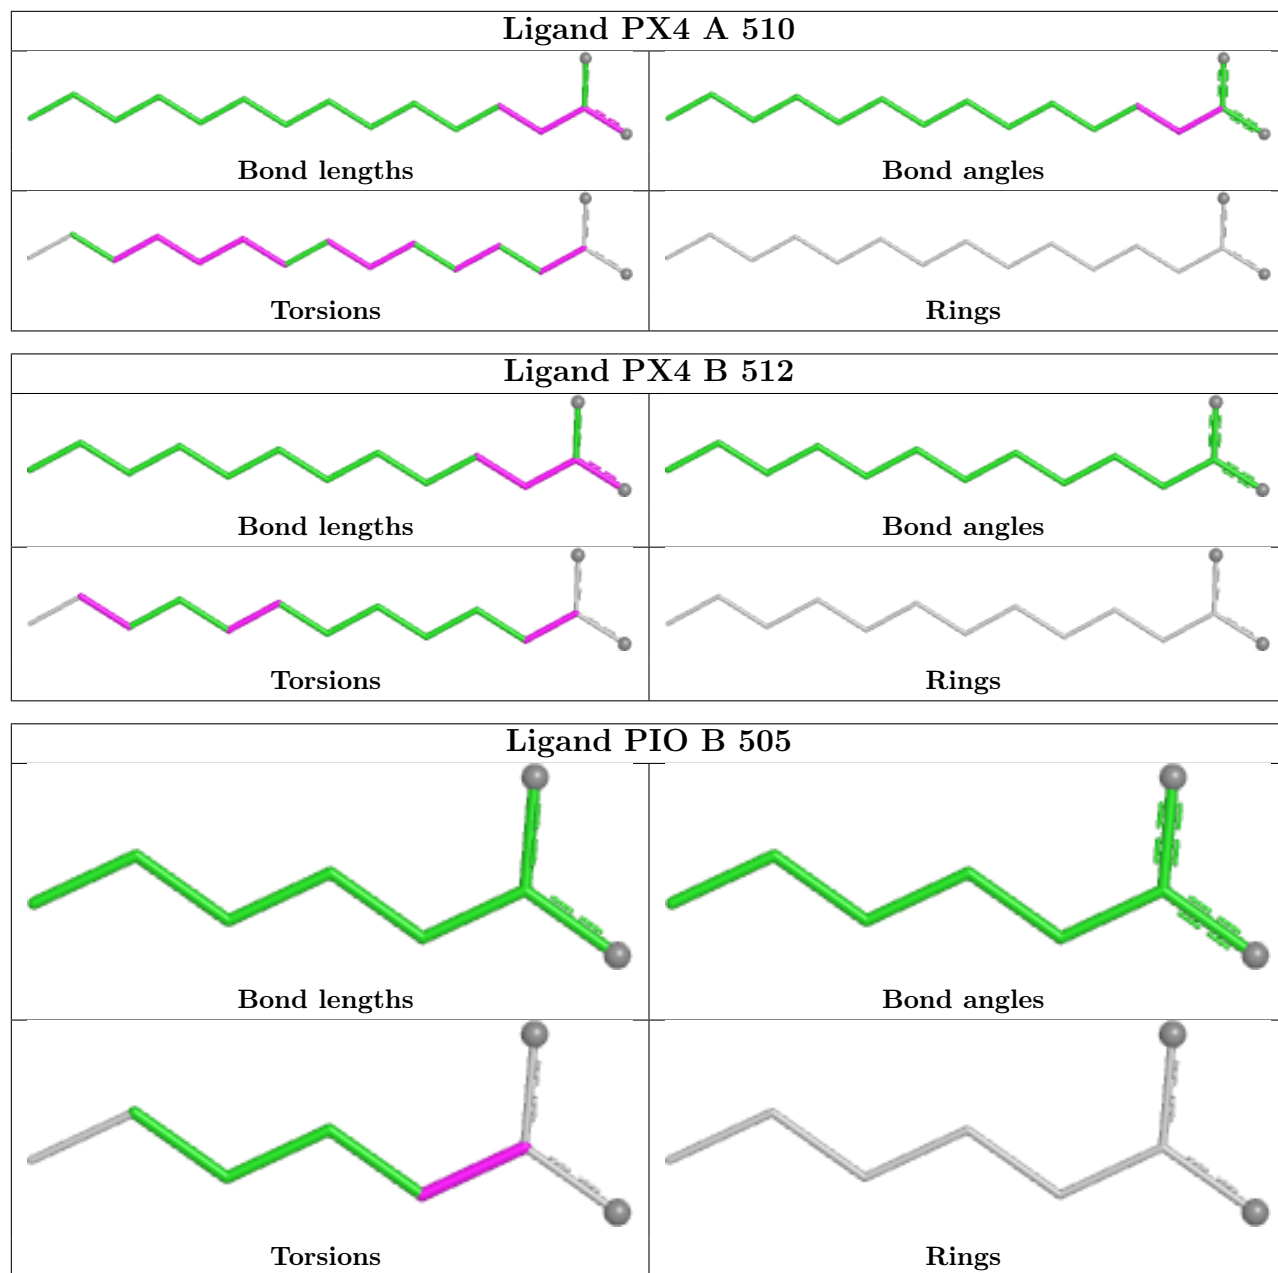 Ligand PX4 A 510
Bond lengths
Bond angles
Torsions
Rings
Ligand PX4 B 512
Bond lengths
Bond angles
Torsions
Rings
Ligand PIO B 505
Bond lengths
Bond angles
Torsions
Rings